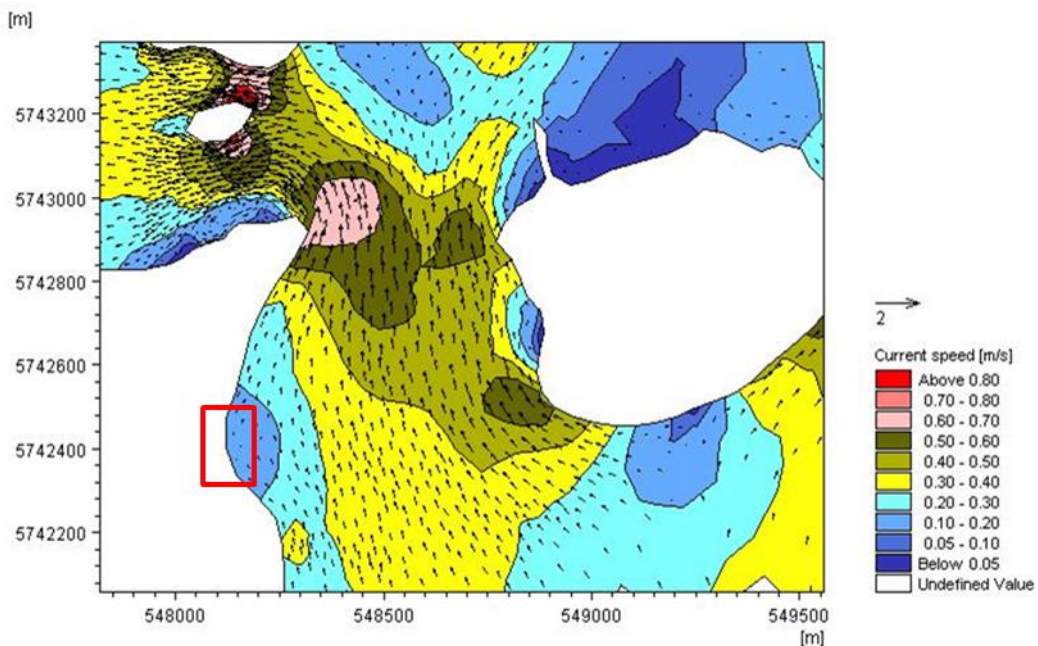 [m]
5743200
5743000
5742800
5742600
5742400
5742200
548000
548500
549000
549500
[m]
2
Current speed [m/s]
Above 0.80
0.70 - 0.80
0.60 - 0.70
0.50 - 0.60
0.40 - 0.50
0.30 - 0.40
0.20 - 0.30
0.10 - 0.20
0.05 - 0.10
Below 0.05
Undefined Value